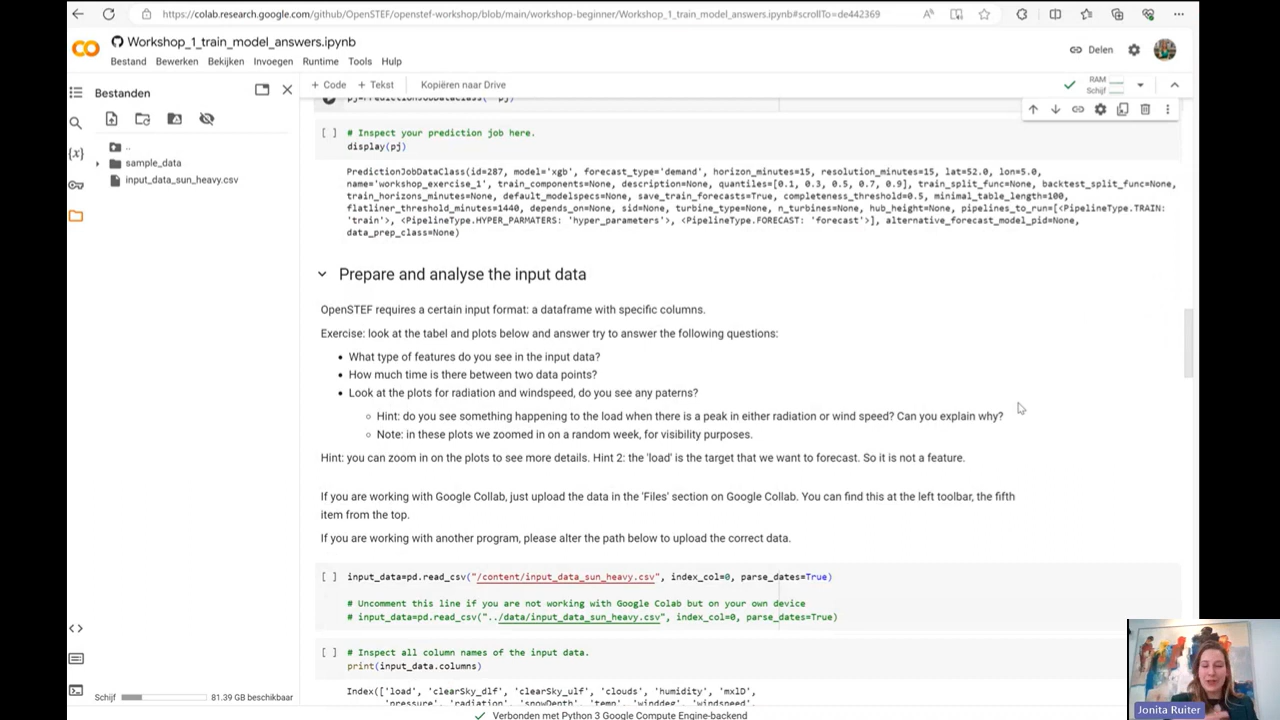 https://colab.research.google.com/github/OpenSTEF/openstef-workshop/blob/main/workshop-beginner/Workshop_1_train_model_answers.ipynb#scrollTo=de442369
Workshop_1_train_model_answers.ipynb
Bestand Bewerken Bekijken Invoegen Runtime Tools Help
Delen
Bestanden
+ Code + Tekst Kopiëren naar Drive
RAM
Schijf
..
sample_data
input_data_sun_heavy.csv
[ ] # Inspect your prediction job here.
display(pj)
PredictionJobDataClass(id=287, model='xgb', forecast_type='demand', horizon_minutes=15, resolution_minutes=15, lat=52.0, lon=5.0,
name='workshop_exercise_1', train_components=None, description=None, quantiles=[0.1, 0.3, 0.5, 0.7, 0.9], train_split_func=None, backtest_split_func=None,
train_horizons_minutes=None, default_modelspecs=None, save_train_forecasts=True, completeness_threshold=0.5, minimal_table_length=100,
flatliner_threshold_minutes=1440, depends_on=None, sid=None, turbine_type=None, n_turbines=None, hub_height=None, pipelines_to_run=[<PipelineType.TRAIN:
'train'>, <PipelineType.HYPER_PARMATERS: 'hyper_parameters'>, <PipelineType.FORECAST: 'forecast'>], alternative_forecast_model_pid=None,
data_prep_class=None)
Prepare and analyse the input data
OpenSTEF requires a certain input format: a dataframe with specific columns.
Exercise: look at the tabel and plots below and answer try to answer the following questions:
• What type of features do you see in the input data?
• How much time is there between two data points?
• Look at the plots for radiation and windspeed, do you see any paterns?
◦ Hint: do you see something happening to the load when there is a peak in either radiation or wind speed? Can you explain why?
◦ Note: in these plots we zoomed in on a random week, for visibility purposes.
Hint: you can zoom in on the plots to see more details. Hint 2: the 'load' is the target that we want to forecast. So it is not a feature.
If you are working with Google Collab, just upload the data in the 'Files' section on Google Collab. You can find this at the left toolbar, the fifth
item from the top.
If you are working with another program, please alter the path below to upload the correct data.
[ ] input_data=pd.read_csv("/content/input_data_sun_heavy.csv", index_col=0, parse_dates=True)
# Uncomment this line if you are not working with Google Colab but on your own device
# input_data=pd.read_csv("../data/input_data_sun_heavy.csv", index_col=0, parse_dates=True)
[ ] # Inspect all column names of the input data.
print(input_data.columns)
Index(['load', 'clearSky_dlf', 'clearSky_ulf', 'clouds', 'humidity', 'mxlD',
'pressure', 'radiation', 'snowDepth', 'temp', 'winddeg', 'windspeed',
Schijf 81.39 GB beschikbaar
Verbonden met Python 3 Google Compute Engine-backend
Jonita Ruiter